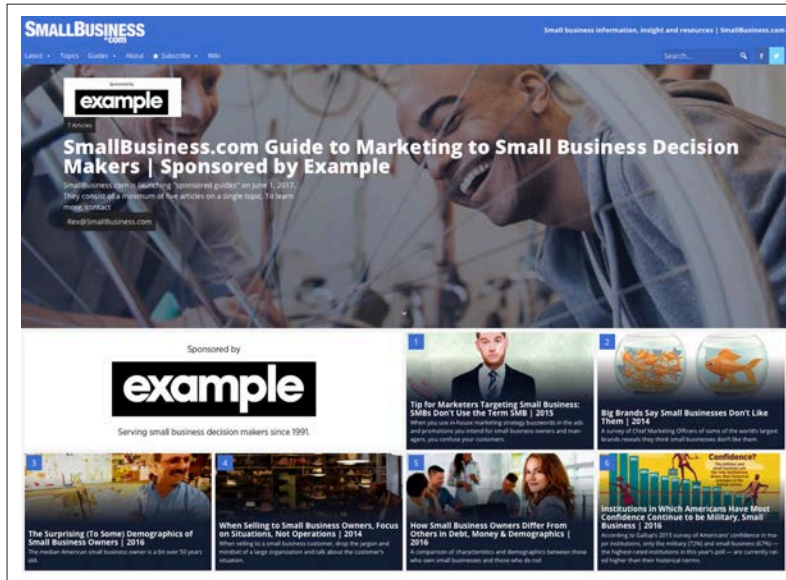 SMALLBUSINESS
.COM
Small business information, insight and resources | SmallBusiness.com
Latest
Topics
Guides
About
Subscribe
Wiki
Search...
Sponsored by
example
7 Articles
SmallBusiness.com Guide to Marketing to Small Business Decision
Makers | Sponsored by Example
SmallBusiness.com is launching "sponsored guides" on June 1, 2017.
They consist of a minimum of five articles on a single topic. To learn
more, contact
Rex@SmallBusiness.com
Sponsored by
example
Serving small business decision makers since 1991.
1
Tip for Marketers Targeting Small Business:
SMBs Don't Use the Term SMB | 2015
When you use in-house marketing strategy buzzwords in the ads
and promotions you intend for small business owners and man-
agers, you confuse your customers.
2
Big Brands Say Small Businesses Don't Like
Them | 2014
A survey of Chief Marketing Officers of some of the world's largest
brands reveals they think small businesses don't like them.
3
The Surprising (To Some) Demographics of
Small Business Owners | 2016
The median American small business owner is a bit over 50 years
old.
4
When Selling to Small Business Owners, Focus
on Situations, Not Operations | 2014
When selling to a small business customer, drop the jargon and
mindset of a large organization and talk about the customer's
situation.
5
How Small Business Owners Differ From
Others in Debt, Money & Demographics |
2016
A comparison of characteristics and demographics between those
who own small businesses and those who do not
6
Confidence?
Institutions in Which Americans Have Most
Confidence Continue to be Military, Small
Business | 2016
According to Gallup's 2015 survey of Americans' confidence in ma-
jor institutions, only the military (72%) and small business (67%) —
the highest-rated institutions in this year's poll — are currently rat-
ed higher than their historical norms.